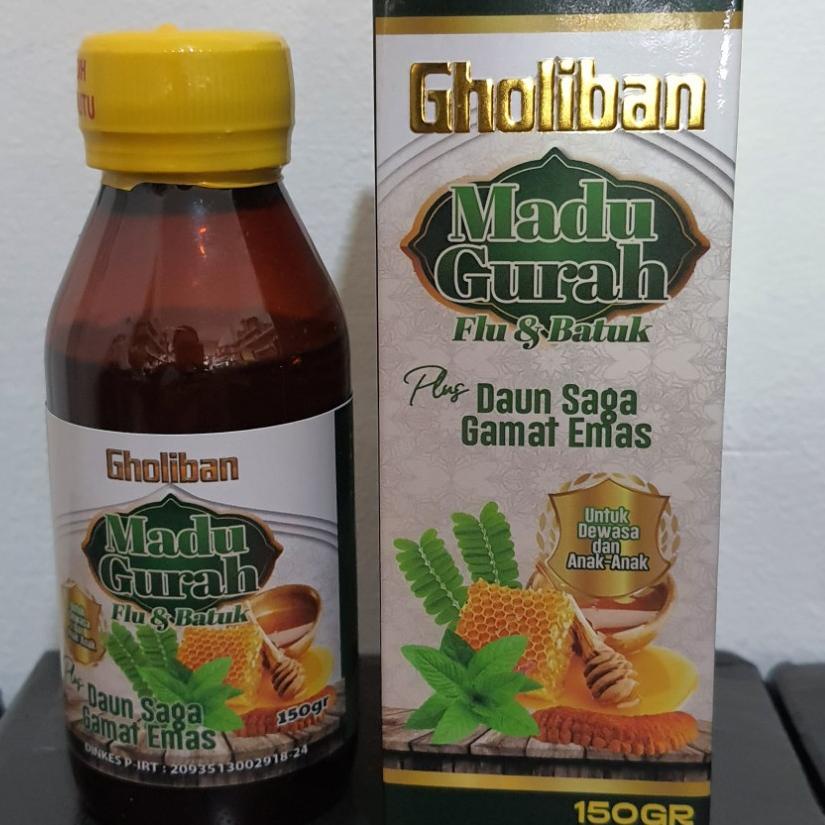 Gholiban
Madu
Gurah
Flu & Batuk
Plus Daun Saga
Gamat Emas
150gr
DINKES P-IRT : 2093513002918-24
Gholiban
Madu
Gurah
Flu & Batuk
Plus Daun Saga
Gamat Emas
Untuk
Dewasa
dan
Anak-Anak
150GR